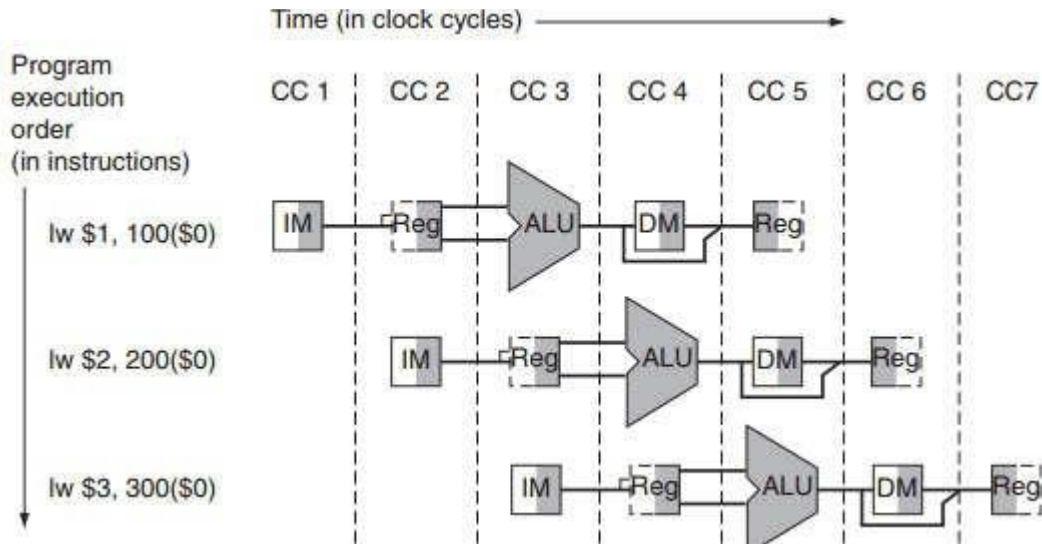 Time (in clock cycles)
Program
execution
order
(in instructions)
CC 1 CC 2 CC 3 CC 4 CC 5 CC 6 CC7
lw $1, 100($0) IM Reg ALU DM Reg
lw $2, 200($0) IM Reg ALU DM Reg
lw $3, 300($0) IM Reg ALU DM Reg